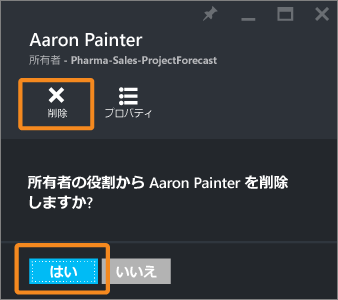 Aaron Painter
所有者 - Pharma-Sales-ProjectForecast
削除 プロパティ
所有者の役割から Aaron Painter を削除
しますか?
はい いいえ